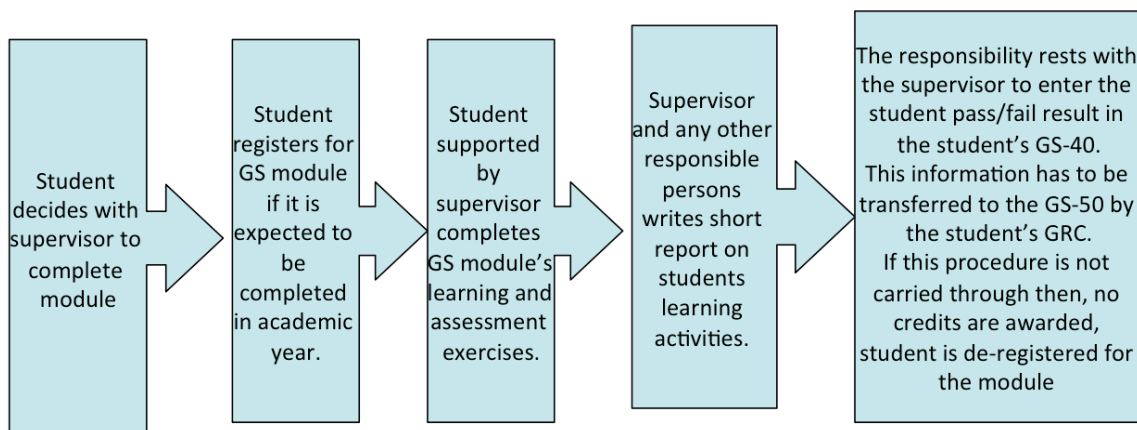 Student
decides with
supervisor to
complete
module
Student
registers for
GS module
if it is
expected to
be
completed
in academic
year.
Student
supported
by
supervisor
completes
GS module's
learning and
assessment
exercises.
Supervisor
and any other
responsible
persons
writes short
report on
students
learning
activities.
The responsibility rests with
the supervisor to enter the
student pass/fail result in
the student's GS-40.
This information has to be
transferred to the GS-50 by
the student's GRC.
If this procedure is not
carried through then, no
credits are awarded,
student is de-registered for
the module